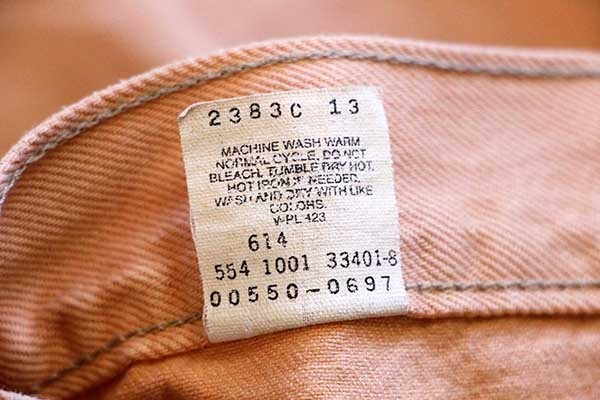 2383C 13
MACHINE WASH WARM
NORMAL CYCLE. DO NOT
BLEACH. TUMBLE DRY HOT.
HOT IRON IF NEEDED.
WASH AND DRY WITH LIKE
COLORS.
WPL 423
614
554 1001 33401-8
00550-0697